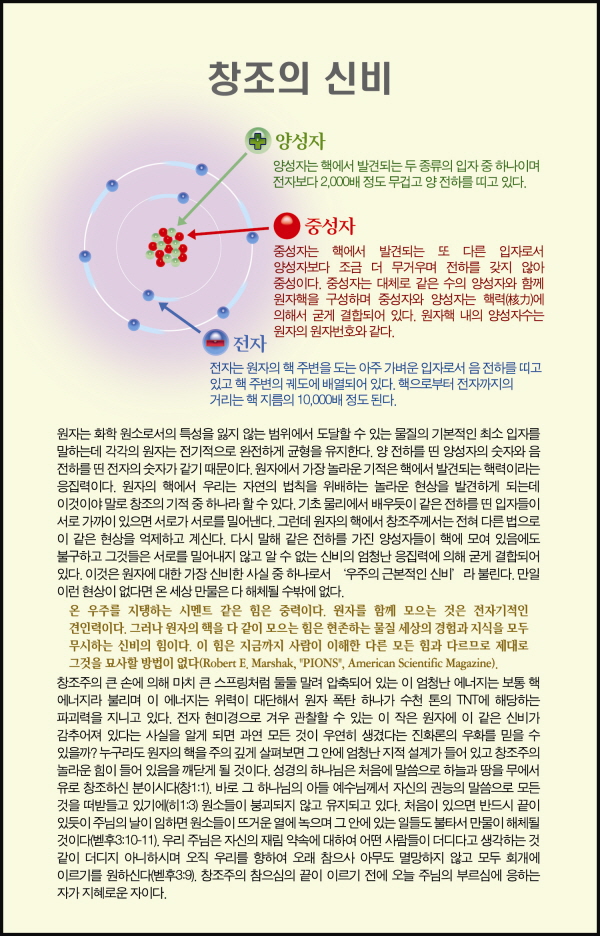 창조의 신비
양성자
양성자는 핵에서 발견되는 두 종류의 입자 중 하나이며
전자보다 2,000배 정도 무겁고 양 전하를 띠고 있다.
중성자
중성자는 핵에서 발견되는 또 다른 입자로서
양성자보다 조금 더 무거우며 전하를 갖지 않아
중성이다. 중성자는 대체로 같은 수의 양성자와 함께
원자핵을 구성하며 중성자와 양성자는 핵력(核力)에
의해서 굳게 결합되어 있다. 원자핵 내의 양성자수는
원자의 원자번호와 같다.
전자
전자는 원자의 핵 주변을 도는 아주 가벼운 입자로서 음 전하를 띠고
있고 핵 주변의 궤도에 배열되어 있다. 핵으로부터 전자까지의
거리는 핵 지름의 10,000배 정도 된다.
원자는 화학 원소로서의 특성을 잃지 않는 범위에서 도달할 수 있는 물질의 기본적인 최소 입자를
말하는데 각각의 원자는 전기적으로 완전하게 균형을 유지한다. 양 전하를 띤 양성자의 숫자와 음
전하를 띤 전자의 숫자가 같기 때문이다. 원자에서 가장 놀라운 기적은 핵에서 발견되는 핵력이라는
응집력이다. 원자의 핵에서 우리는 자연의 법칙을 위배하는 놀라운 현상을 발견하게 되는데
이것이야 말로 창조의 기적 중 하나라 할 수 있다. 기초 물리에서 배우듯이 같은 전하를 띤 입자들이
서로 가까이 있으면 서로가 서로를 밀어낸다. 그런데 원자의 핵에서 창조주께서는 전혀 다른 법으로
이 같은 현상을 억제하고 계신다. 다시 말해 같은 전하를 가진 양성자들이 핵에 모여 있음에도
불구하고 그것들은 서로를 밀어내지 않고 알 수 없는 신비의 엄청난 응집력에 의해 굳게 결합되어
있다. 이것은 원자에 대한 가장 신비한 사실 중 하나로서 ‘우주의 근본적인 신비’라 불린다. 만일
이런 현상이 없다면 온 세상 만물은 다 해체될 수밖에 없다.
온 우주를 지탱하는 시멘트 같은 힘은 중력이다. 원자를 함께 모으는 것은 전자기적인
견인력이다. 그러나 원자의 핵을 다 같이 모으는 힘은 현존하는 물질 세상의 경험과 지식을 모두
무시하는 신비의 힘이다. 이 힘은 지금까지 사람이 이해한 다른 모든 힘과 다르므로 제대로
그것을 묘사할 방법이 없다(Robert E. Marshak, "PIONS", American Scientific Magazine).
창조주의 큰 손에 의해 마치 큰 스프링처럼 둘둘 말려 압축되어 있는 이 엄청난 에너지는 보통 핵
에너지라 불리며 이 에너지는 위력이 대단해서 원자 폭탄 하나가 수천 톤의 TNT에 해당하는
파괴력을 지니고 있다. 전자 현미경으로 겨우 관찰할 수 있는 이 작은 원자에 이 같은 신비가
감추어져 있다는 사실을 알게 되면 과연 모든 것이 우연히 생겼다는 진화론의 우화를 믿을 수
있을까? 누구라도 원자의 핵을 주의 깊게 살펴보면 그 안에 엄청난 지적 설계가 들어 있고 창조주의
놀라운 힘이 들어 있음을 깨닫게 될 것이다. 성경의 하나님은 처음에 말씀으로 하늘과 땅을 무에서
유로 창조하신 분이시다(창1:1). 바로 그 하나님의 아들 예수님께서 자신의 권능의 말씀으로 모든
것을 떠받들고 있기에(히1:3) 원소들이 붕괴되지 않고 유지되고 있다. 처음이 있으면 반드시 끝이
있듯이 주님의 날이 임하면 원소들이 뜨거운 열에 녹으며 그 안에 있는 일들도 불타서 만물이 해체될
것이다(벧후3:10-11). 우리 주님은 자신의 재림 약속에 대하여 어떤 사람들이 더디다고 생각하는 것
같이 더디지 아니하시며 오직 우리를 향하여 오래 참으사 아무도 멸망하지 않고 모두 회개에
이르기를 원하신다(벧후3:9). 창조주의 참으심의 끝이 이르기 전에 오늘 주님의 부르심에 응하는
자가 지혜로운 자이다.